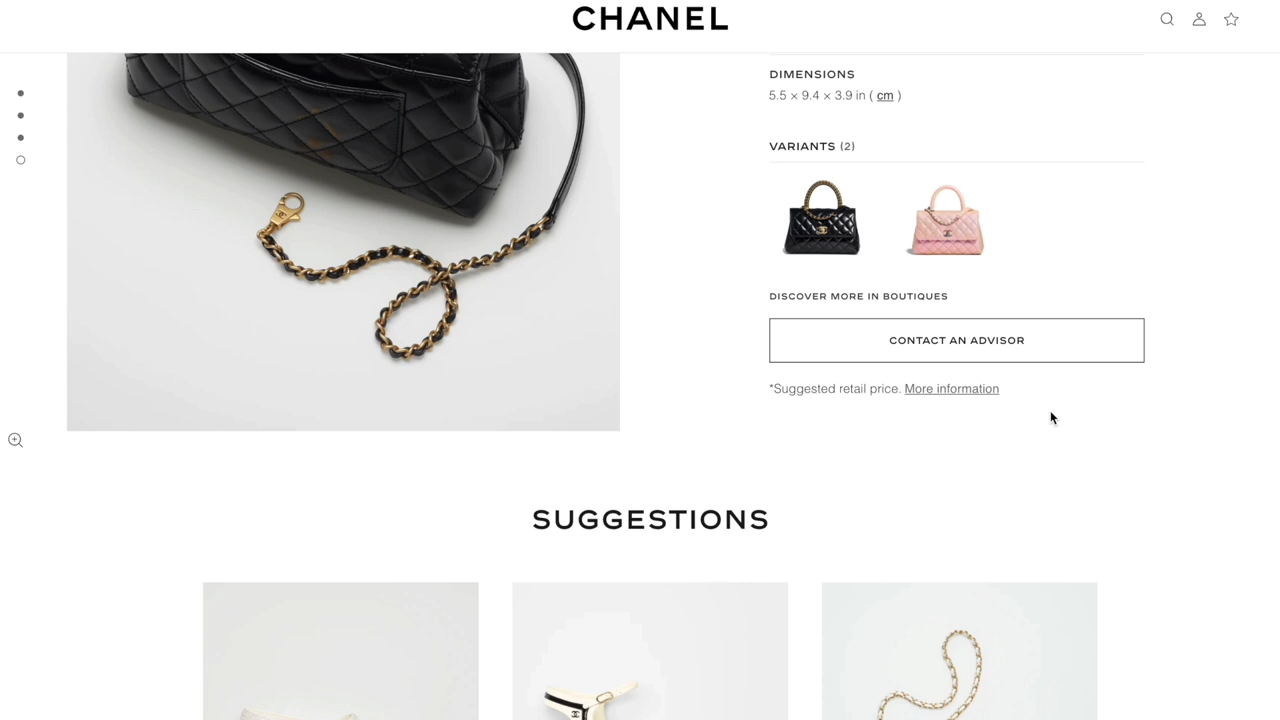 CHANEL
DIMENSIONS
5.5 × 9.4 × 3.9 in ( cm )
VARIANTS (2)
DISCOVER MORE IN BOUTIQUES
CONTACT AN ADVISOR
*Suggested retail price. More information
SUGGESTIONS